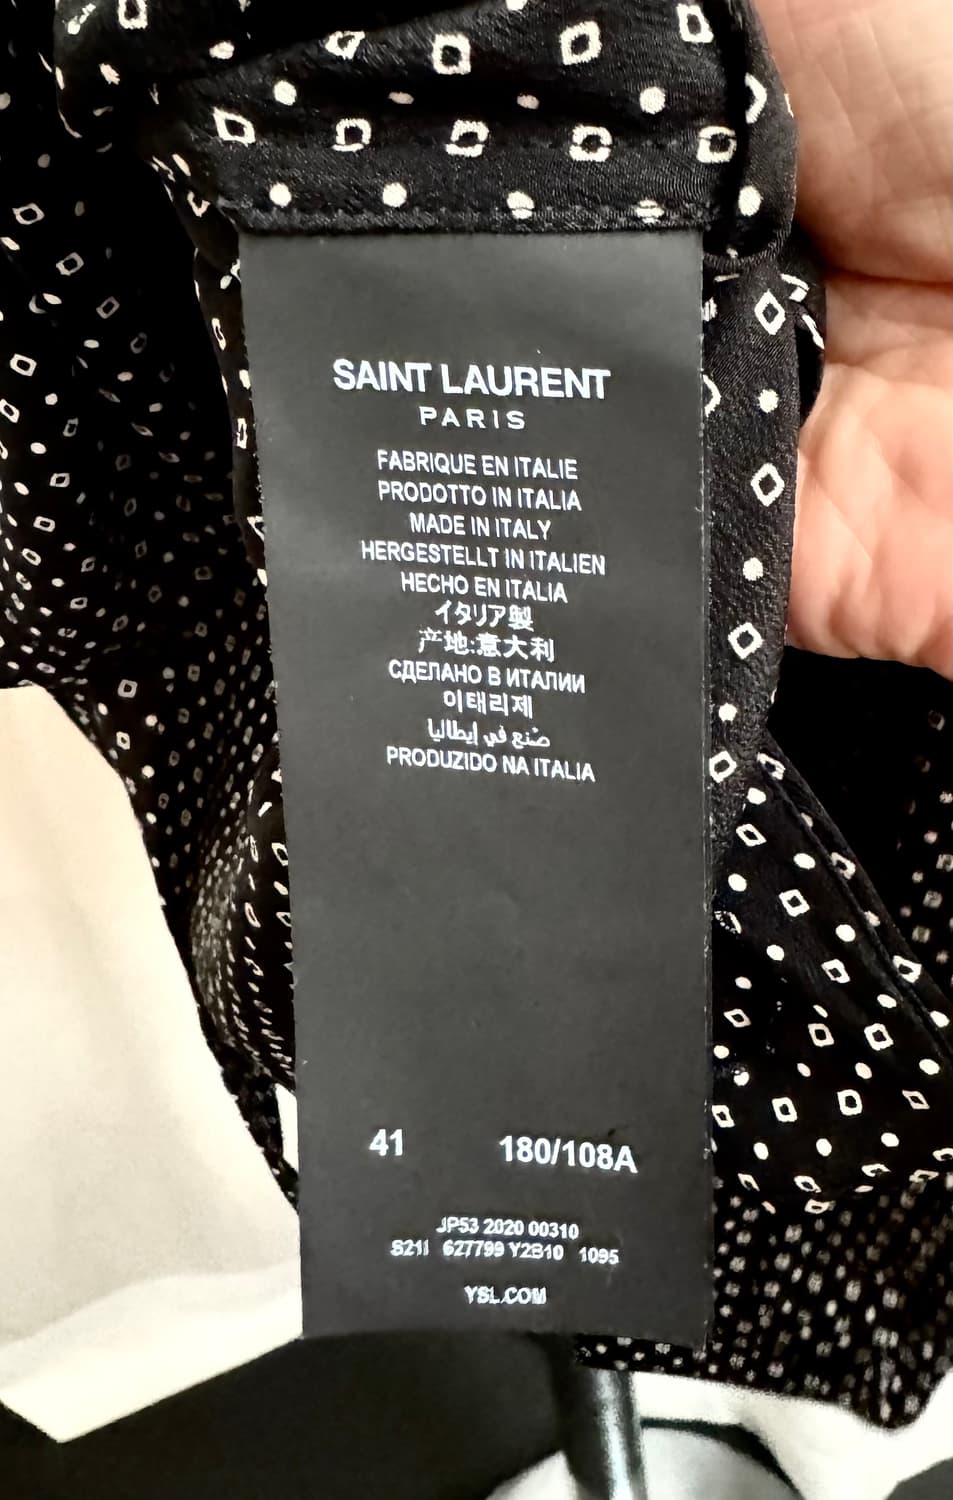 SAINT LAURENT
PARIS
FABRIQUE EN ITALIE
PRODOTTO IN ITALIA
MADE IN ITALY
HERGESTELLT IN ITALIEN
HECHO EN ITALIA
イタリア製
产地:意大利
СДЕЛАНО В ИТАЛИИ
이태리제
صُنع في إيطاليا
PRODUZIDO NA ITALIA
41 180/108A
JP53 2020 00310
627799 Y2B10 1095
YSL.COM